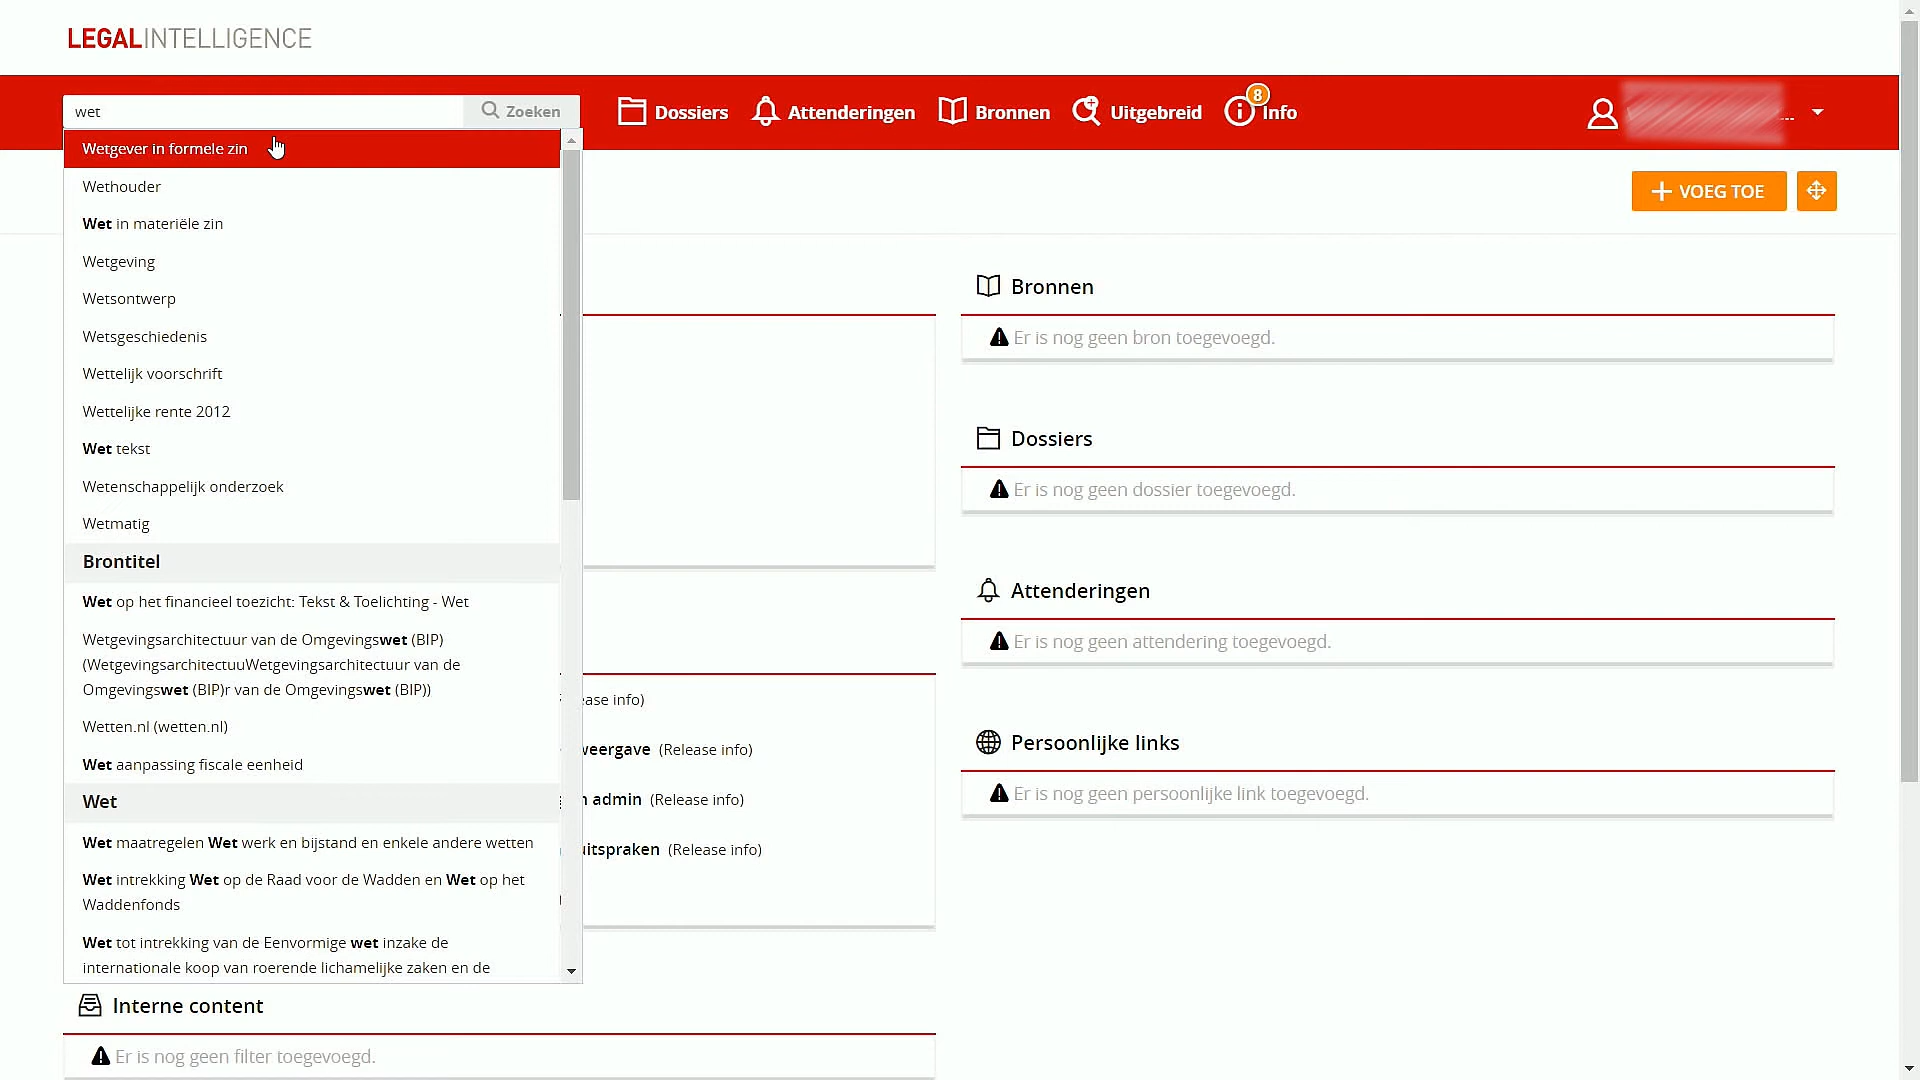 LEGALINTELLIGENCE
wet
Zoeken
Dossiers
Attenderingen
Bronnen
Uitgebreid
8
Info
...
VOEG TOE
Wetgever in formele zin
Wethouder
Wet in materiële zin
Wetgeving
Wetsontwerp
Wetsgeschiedenis
Wettelijk voorschrift
Wettelijke rente 2012
Wet tekst
Wetenschappelijk onderzoek
Wetmatig
Brontitel
Wet op het financieel toezicht: Tekst & Toelichting - Wet
Wetgevingsarchitectuur van de Omgevingswet (BIP)
(WetgevingsarchitectuuWetgevingsarchitectuur van de
Omgevingswet (BIP)r van de Omgevingswet (BIP))
Wetten.nl (wetten.nl)
Wet aanpassing fiscale eenheid
Wet
Wet maatregelen Wet werk en bijstand en enkele andere wetten
Wet intrekking Wet op de Raad voor de Wadden en Wet op het
Waddenfonds
Wet tot intrekking van de Eenvormige wet inzake de
internationale koop van roerende lichamelijke zaken en de
ease info)
weergave (Release info)
admin (Release info)
uitspraken (Release info)
Interne content
Er is nog geen filter toegevoegd.
Bronnen
Er is nog geen bron toegevoegd.
Dossiers
Er is nog geen dossier toegevoegd.
Attenderingen
Er is nog geen attendering toegevoegd.
Persoonlijke links
Er is nog geen persoonlijke link toegevoegd.